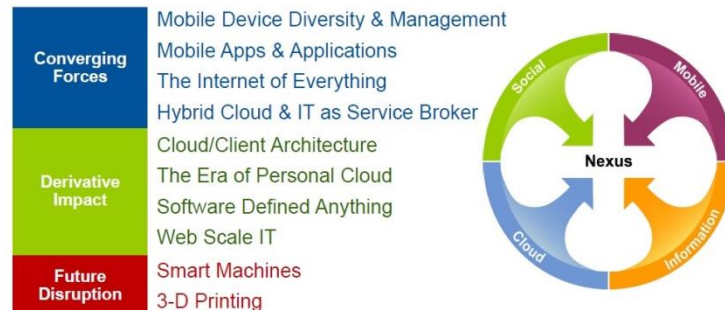 Converging
Forces
Mobile Device Diversity & Management
Mobile Apps & Applications
The Internet of Everything
Hybrid Cloud & IT as Service Broker
Derivative
Impact
Cloud/Client Architecture
The Era of Personal Cloud
Software Defined Anything
Web Scale IT
Future
Disruption
Smart Machines
3-D Printing
Social
Mobile
Nexus
Cloud
Information